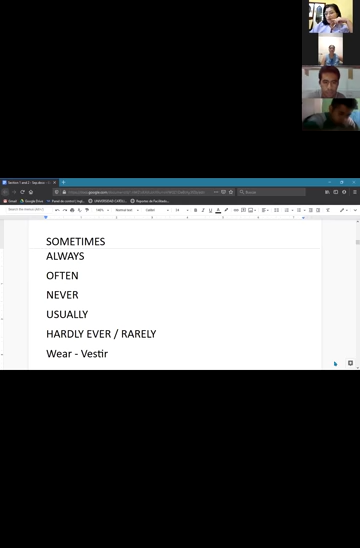 SOMETIMES
ALWAYS
OFTEN
NEVER
USUALLY
HARDLY EVER / RARELY
Wear - Vestir